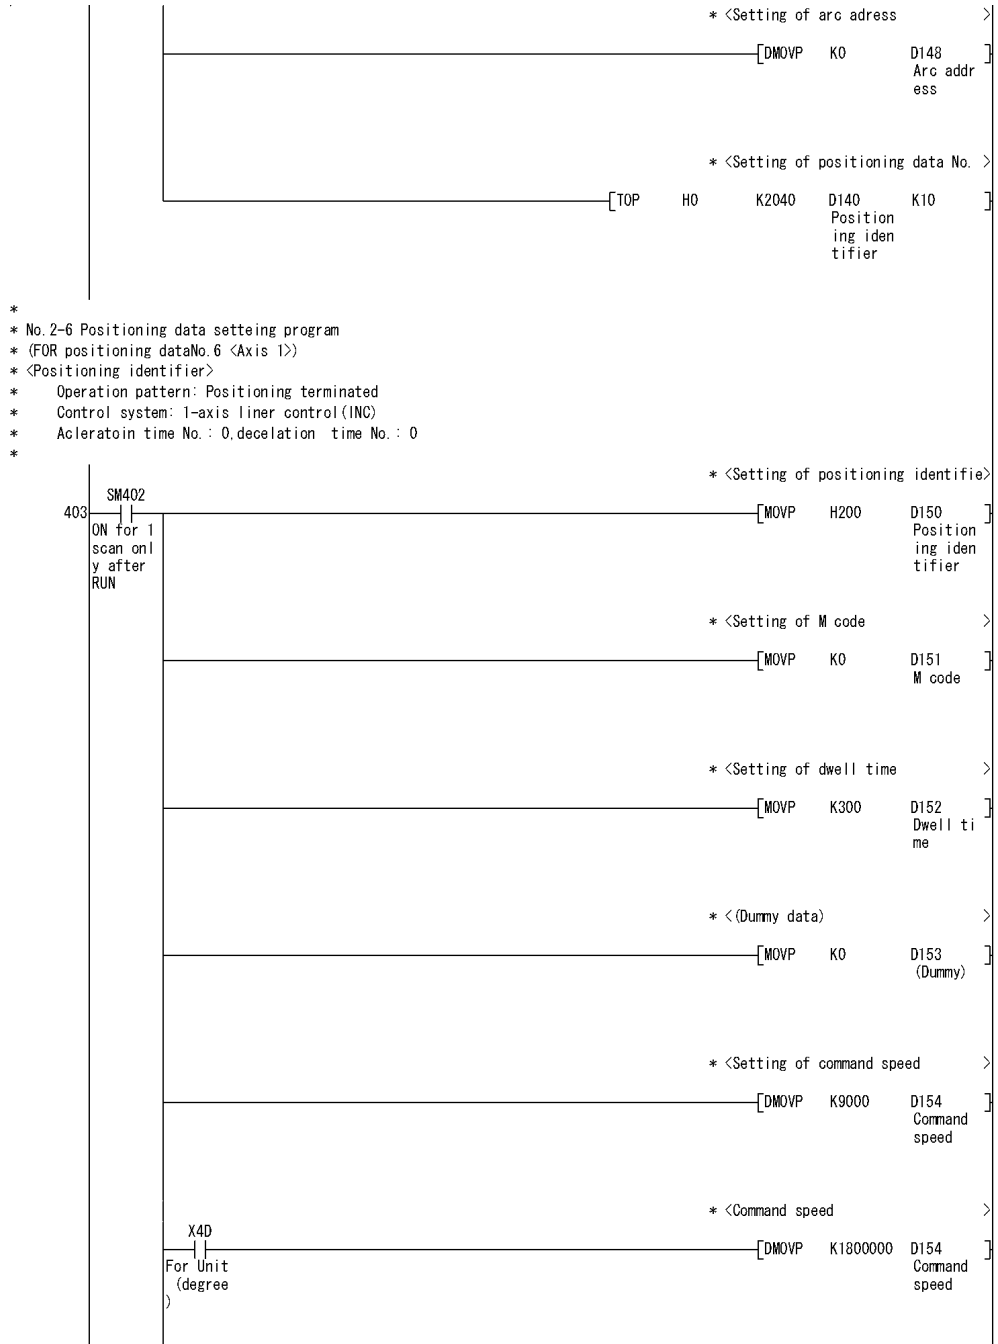 * <Setting of arc adress >
[DMOVP K0 D148 ]
Arc addr
ess
* <Setting of positioning data No. >
[TOP H0 K2040 D140 K10 ]
Position
ing iden
tifier
*
* No.2-6 Positioning data setteing program
* (FOR positioning dataNo.6 <Axis 1>)
* <Positioning identifier>
* Operation pattern: Positioning terminated
* Control system: 1-axis liner control(INC)
* Acleratoin time No.: 0,decelation time No.: 0
*
* <Setting of positioning identifie>
SM402
403 [MOVP H200 D150 ]
ON for 1
scan onl
y after
RUN
Position
ing iden
tifier
* <Setting of M code >
[MOVP K0 D151 ]
M code
* <Setting of dwell time >
[MOVP K300 D152 ]
Dwell ti
me
* <(Dummy data) >
[MOVP K0 D153 ]
(Dummy)
* <Setting of command speed >
[DMOVP K9000 D154 ]
Command
speed
* <Command speed >
X4D
[DMOVP K1800000 D154 ]
For Unit
(degree
)
Command
speed